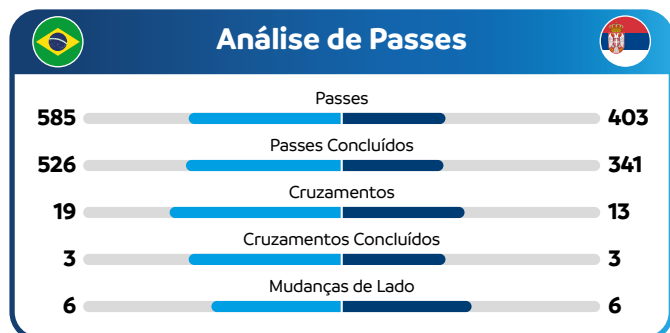 Análise de Passes
Passes
585 403
Passes Concluídos
526 341
Cruzamentos
19 13
Cruzamentos Concluídos
3 3
Mudanças de Lado
6 6